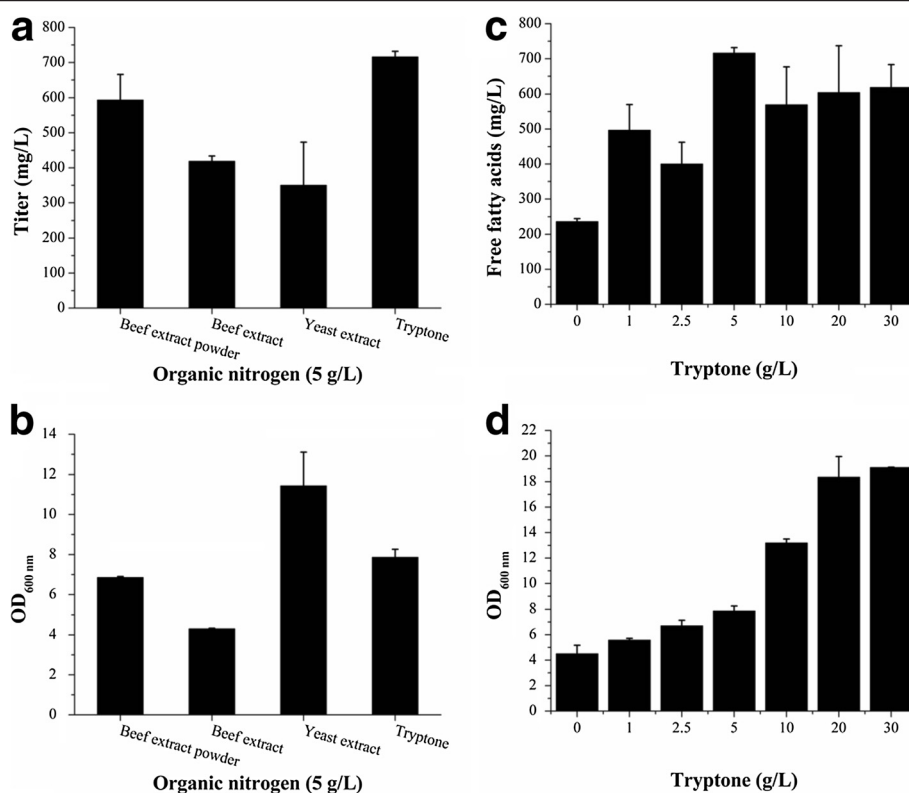 a
800
700
600
500
400
300
200
100
0
Titer (mg/L)
Beef extract powder
Beef extract
Yeast extract
Tryptone
Organic nitrogen (5 g/L)
c
800
700
600
500
400
300
200
100
0
Free fatty acids (mg/L)
0 1 2.5 5 10 20 30
Tryptone (g/L)
b
14
12
10
8
6
4
2
0
OD600 nm
Beef extract powder
Beef extract
Yeast extract
Tryptone
Organic nitrogen (5 g/L)
d
22
20
18
16
14
12
10
8
6
4
2
0
OD600 nm
0 1 2.5 5 10 20 30
Tryptone (g/L)